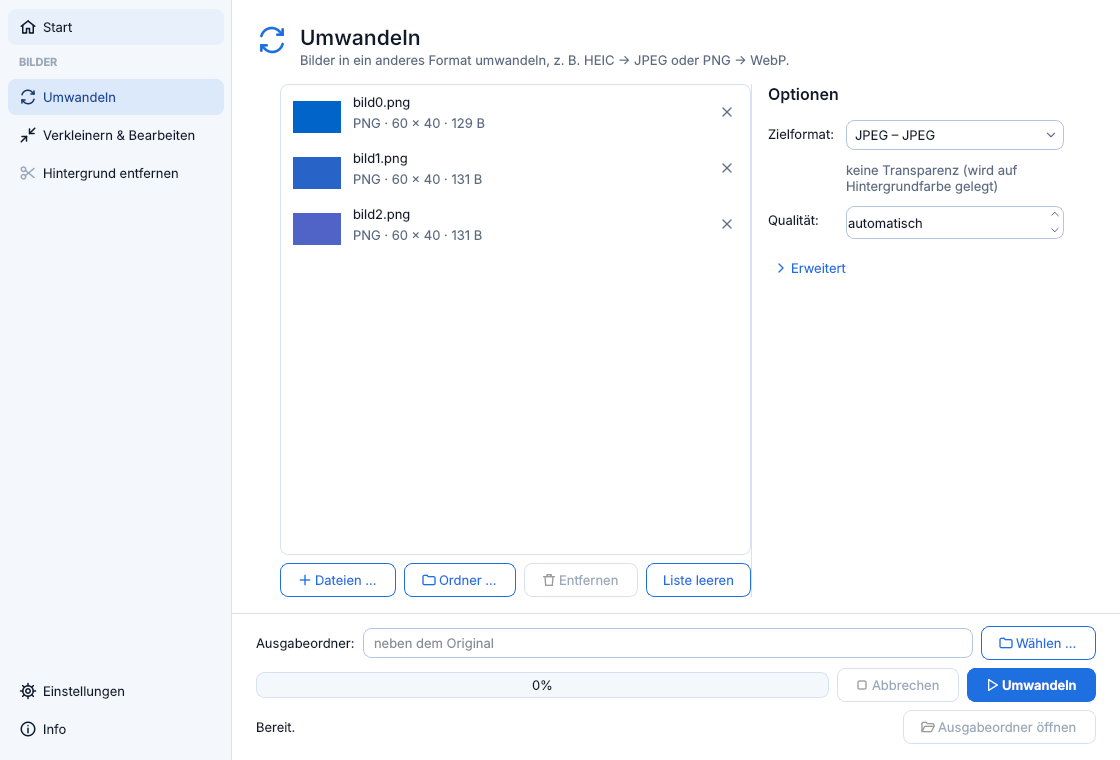 Start
BILDER
Umwandeln
Verkleinern & Bearbeiten
Hintergrund entfernen
Einstellungen
Info
Umwandeln
Bilder in ein anderes Format umwandeln, z. B. HEIC → JPEG oder PNG → WebP.
bild0.png
PNG · 60 × 40 · 129 B
bild1.png
PNG · 60 × 40 · 131 B
bild2.png
PNG · 60 × 40 · 131 B
Dateien ...
Ordner ...
Entfernen
Liste leeren
Optionen
Zielformat: JPEG – JPEG
keine Transparenz (wird auf
Hintergrundfarbe gelegt)
Qualität: automatisch
Erweitert
Ausgabeordner: neben dem Original
Wählen ...
0%
Abbrechen
Umwandeln
Bereit.
Ausgabeordner öffnen